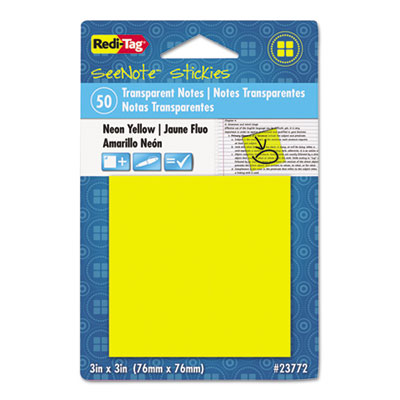 Redi-Tag®
seeNote™ stickies
50 Transparent Notes | Notes Transparentes
Notas Transparentes
Neon Yellow | Jaune Fluo
Amarillo Neón
3in x 3in (76mm x 76mm)
#23772